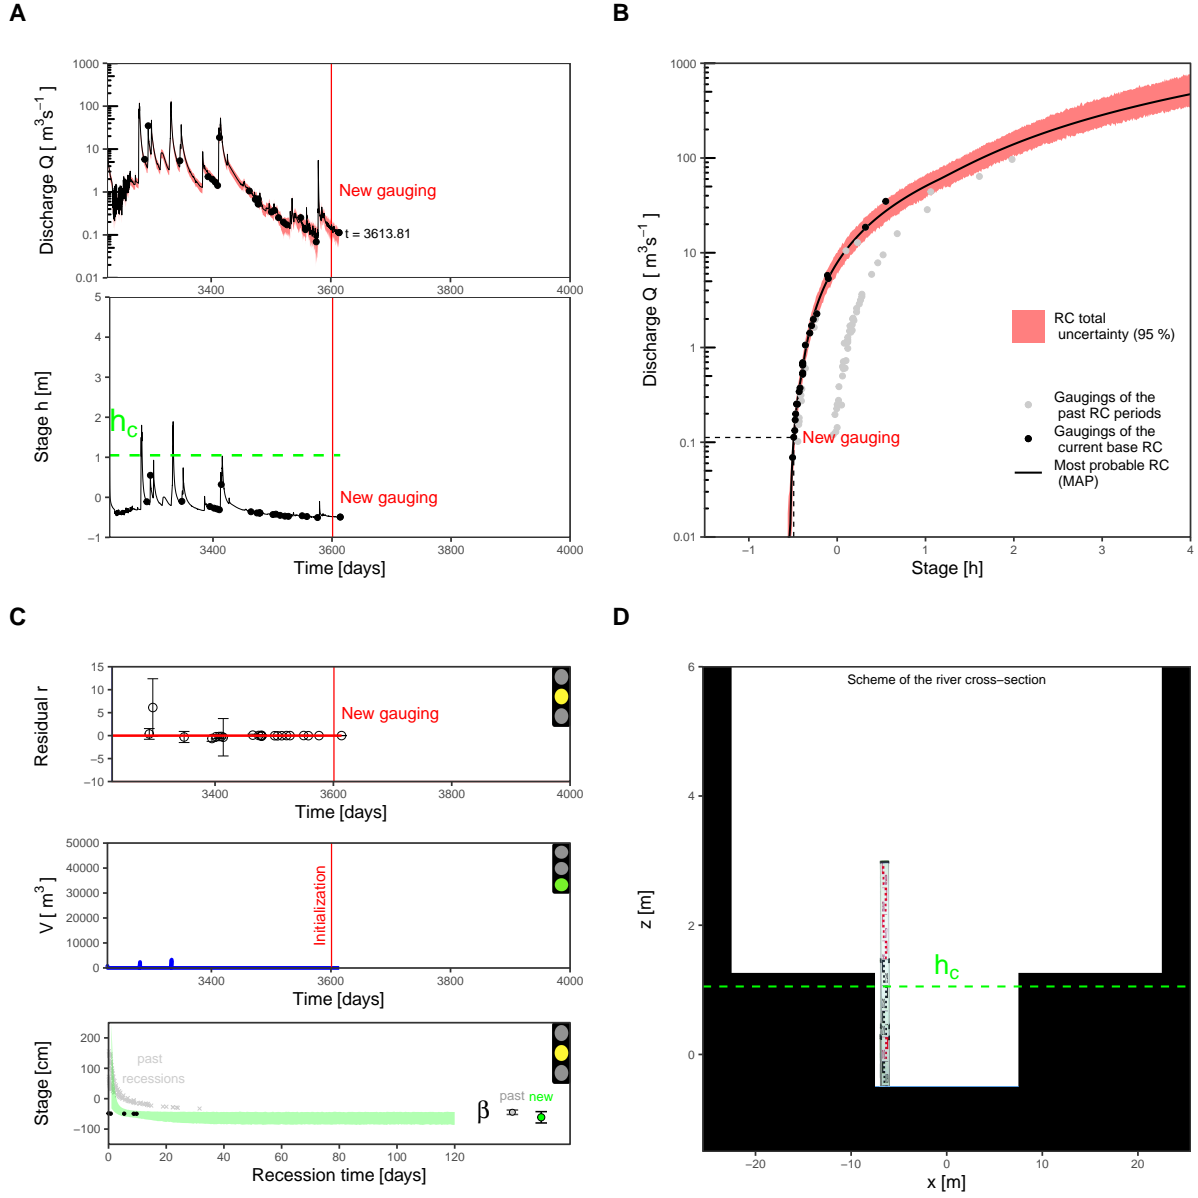 A
B
1000
100
10
1
0.1
0.01
Discharge Q [ m³s⁻¹ ]
New gauging
t = 3613.81
3400
3600
3800
4000
5
4
3
2
1
0
−1
Stage h [m]
hc
New gauging
3400
3600
3800
4000
Time [days]
1000
100
10
1
0.1
0.01
Discharge Q [ m³s⁻¹ ]
New gauging
RC total
uncertainty (95 %)
Gaugings of the
past RC periods
Gaugings of the
current base RC
Most probable RC
(MAP)
−1
0
1
2
3
4
Stage [h]
C
D
15
10
5
0
−5
−10
Residual r
New gauging
3400
3600
3800
4000
Time [days]
50000
40000
30000
20000
10000
0
V [ m³ ]
Initialization
3400
3600
3800
4000
Time [days]
200
100
0
−100
Stage [cm]
past
recessions
β
past
new
0
20
40
60
80
100
120
Recession time [days]
Scheme of the river cross−section
6
4
2
0
z [m]
hc
−20
−10
0
10
20
x [m]